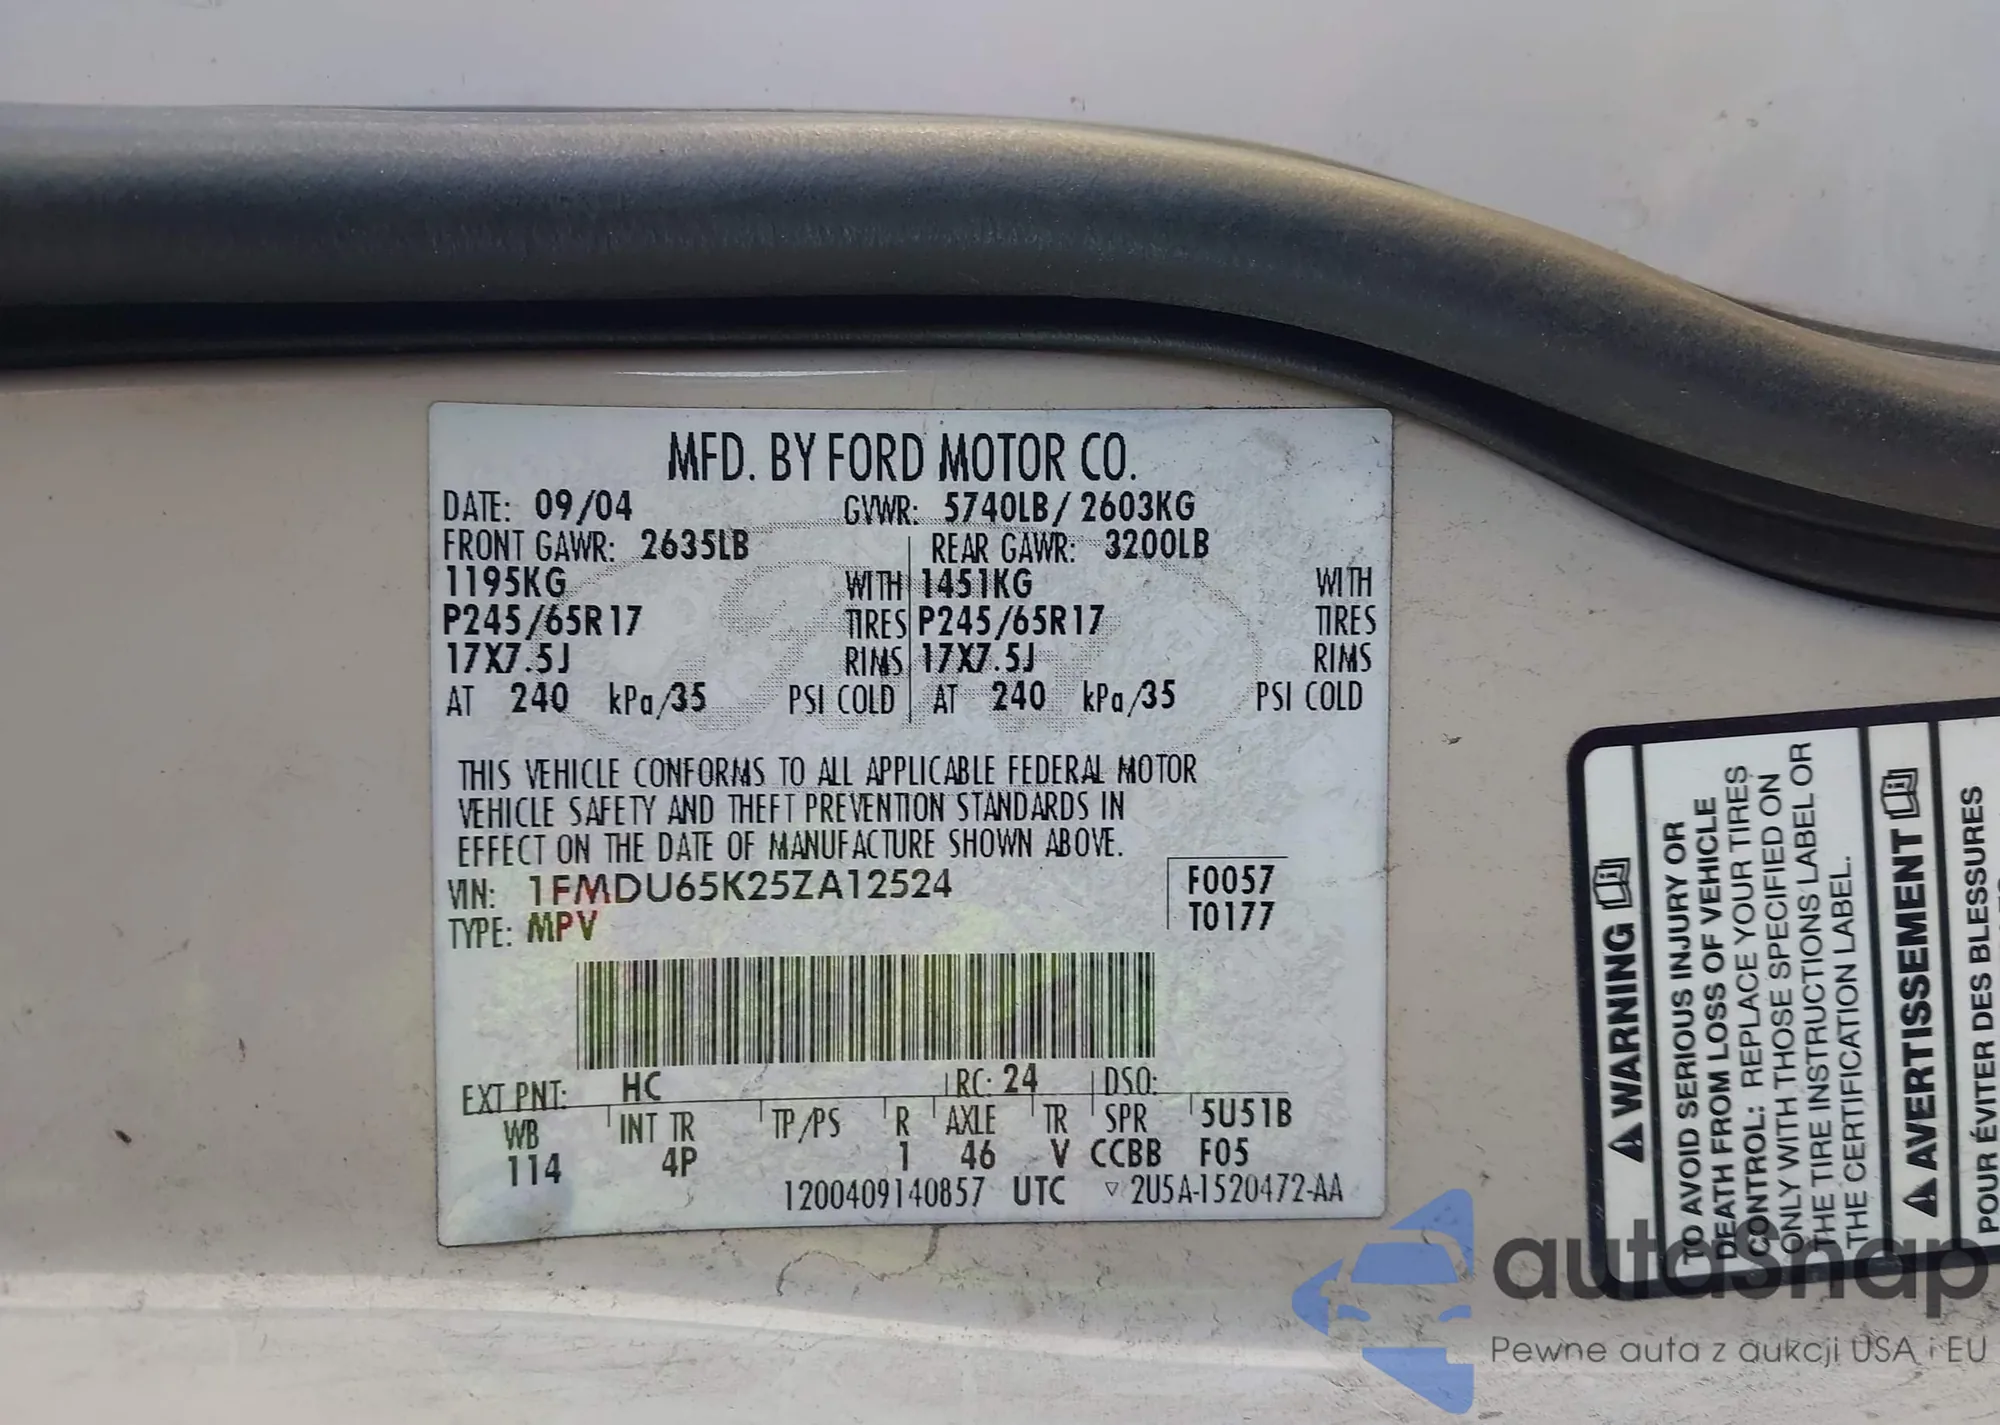 MFD. BY FORD MOTOR CO.
DATE: 09/04 GVWR: 5740LB/ 2603KG
FRONT GAWR: 2635LB REAR GAWR: 3200LB
1195KG WITH 1451KG WITH
P245/65R17 TIRES P245/65R17 TIRES
17X7.5J RIMS 17X7.5J RIMS
AT 240 kPa/35 PSI COLD AT 240 kPa/35 PSI COLD
THIS VEHICLE CONFORMS TO ALL APPLICABLE FEDERAL MOTOR
VEHICLE SAFETY AND THEFT PREVENTION STANDARDS IN
EFFECT ON THE DATE OF MANUFACTURE SHOWN ABOVE.
VIN: 1FMDU65K25ZA12524 F0057
TYPE: MPV T0177
EXT PNT: HC RC: 24 DSO:
WB INT TR TP/PS R AXLE TR SPR 5U51B
114 4P 1 46 V CCBB F05
1200409140857 UTC ▽ 2U5A-1520472-AA
WARNING
TO AVOID SERIOUS INJURY OR
DEATH FROM LOSS OF VEHICLE
CONTROL: REPLACE YOUR TIRES
ONLY WITH THOSE SPECIFIED ON
THE TIRE INSTRUCTIONS LABEL OR
THE CERTIFICATION LABEL.
AVERTISSEMENT
POUR ÉVITER DES BLESSURES
autaSnap
Pewne auta z aukcji USA i EU